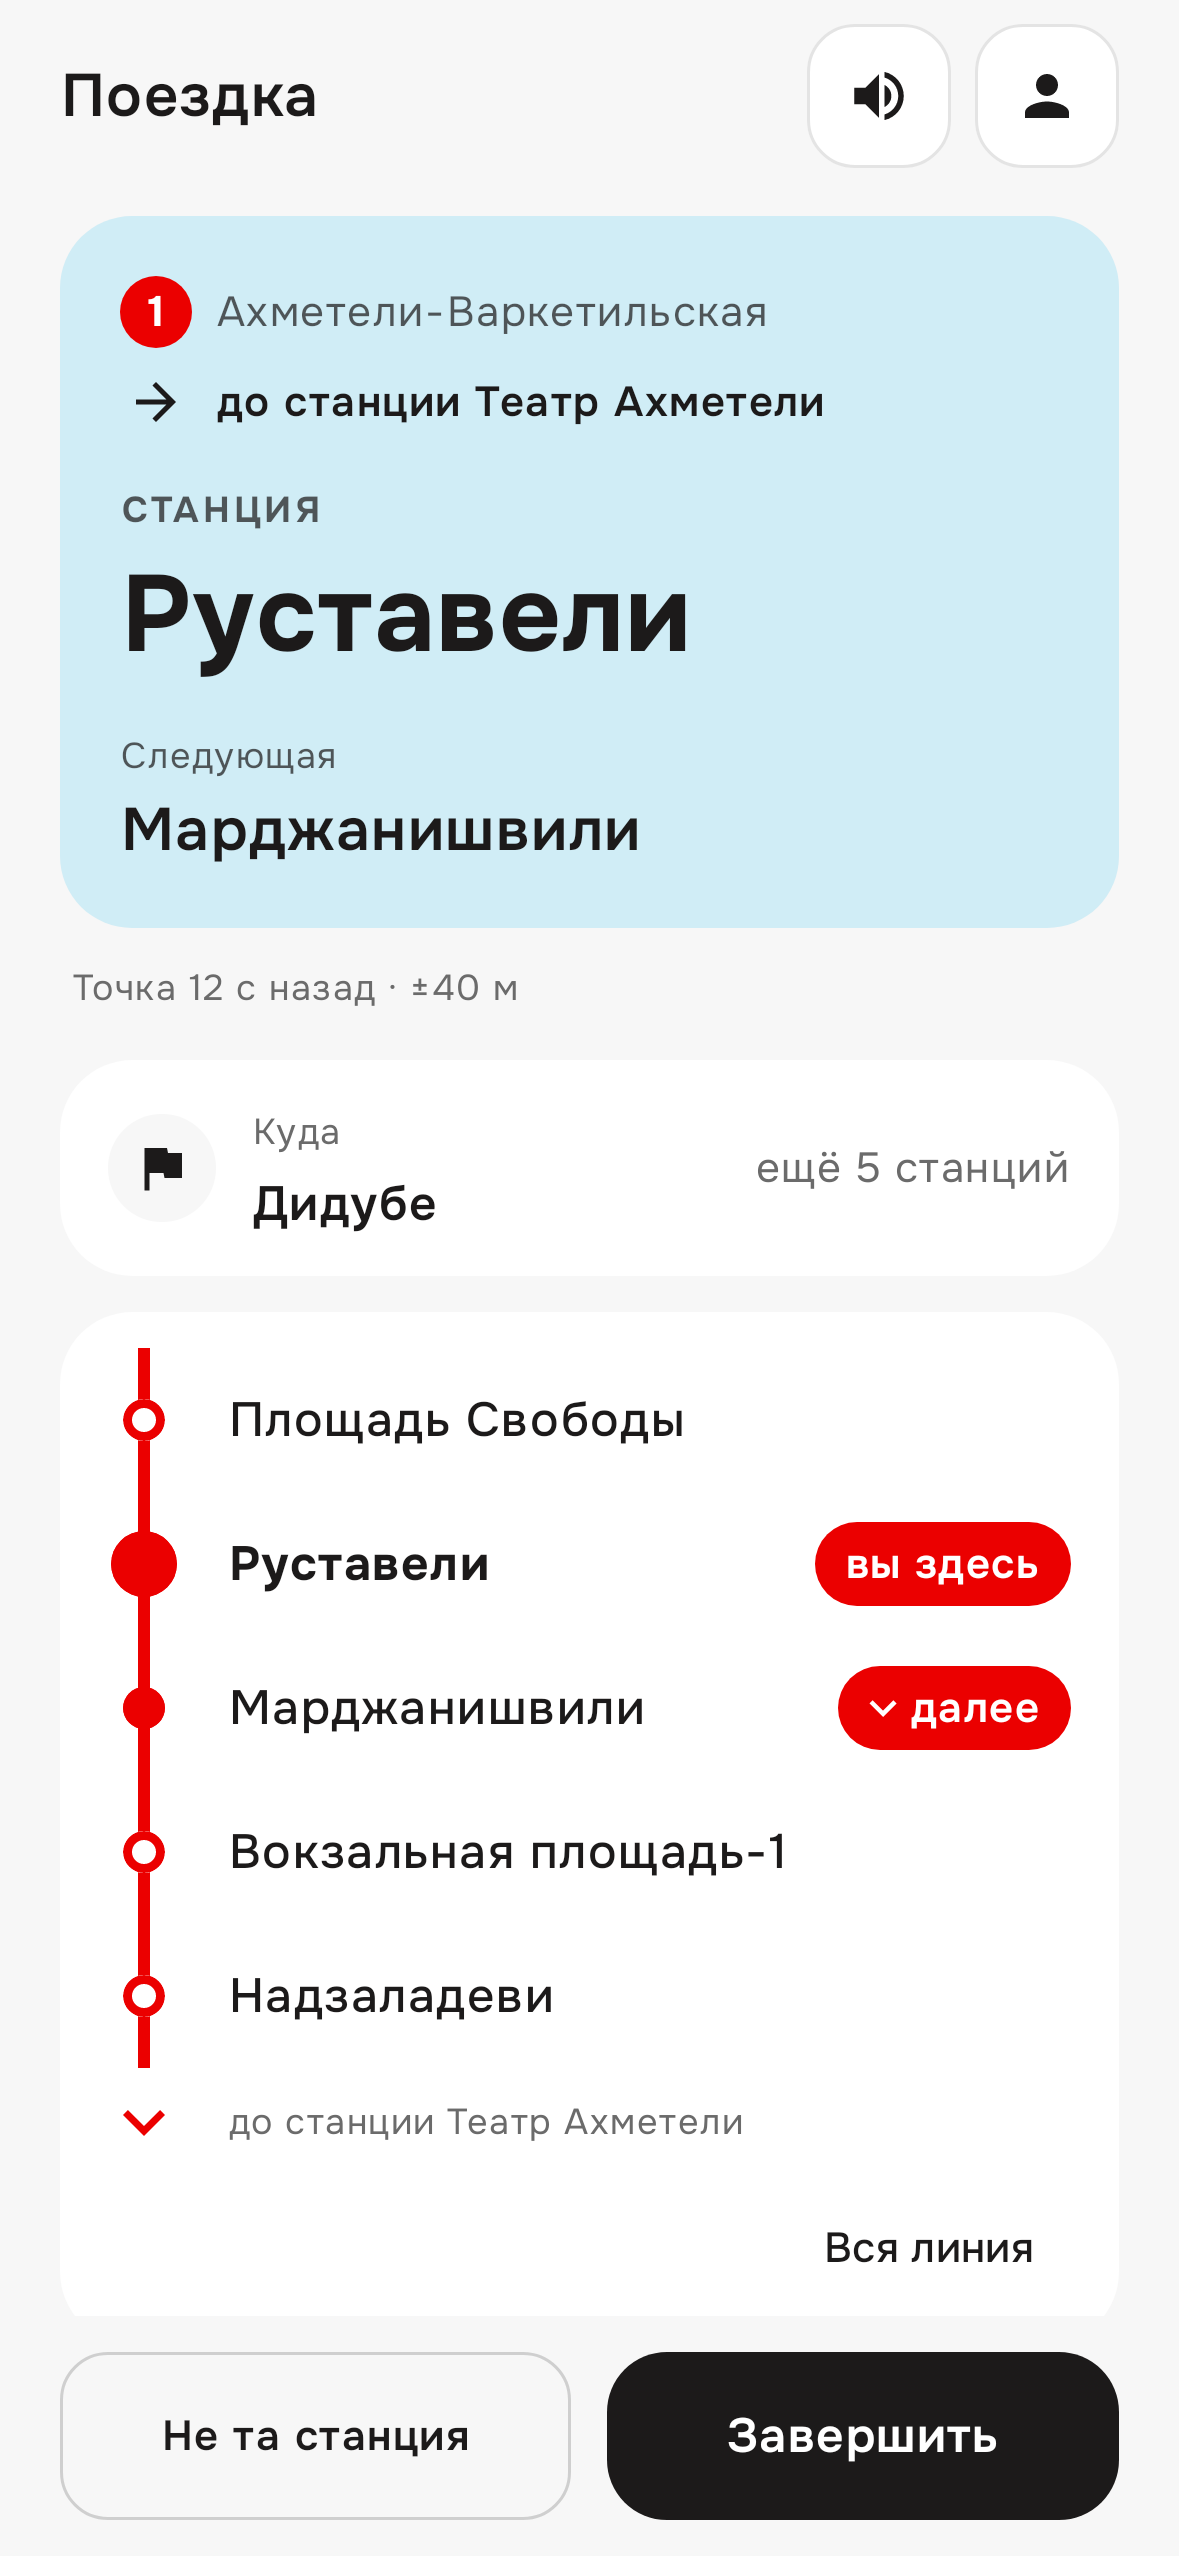 Поездка
1 Ахметели-Варкетильская
до станции Театр Ахметели
СТАНЦИЯ
Руставели
Следующая
Марджанишвили
Точка 12 с назад · ±40 м
Куда
Дидубе
ещё 5 станций
Площадь Свободы
Руставели
вы здесь
Марджанишвили
далее
Вокзальная площадь-1
Надзаладеви
до станции Театр Ахметели
Вся линия
Не та станция
Завершить